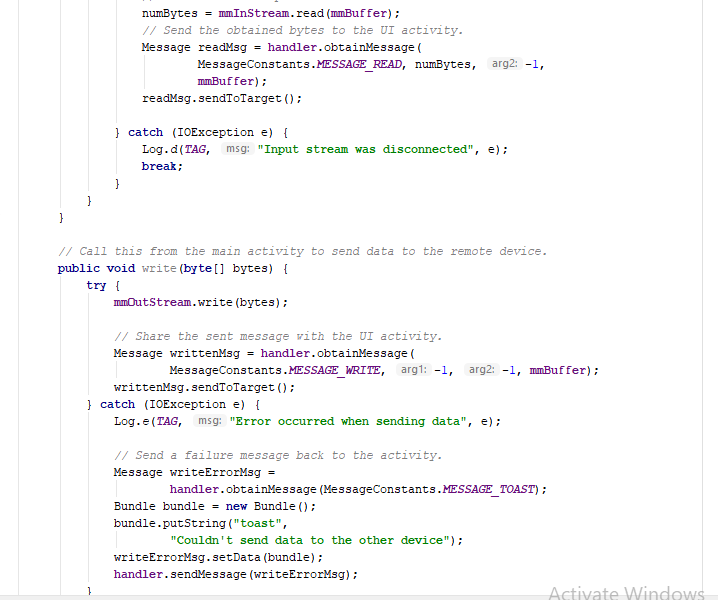 numBytes = mmInStream.read(mmBuffer);
// Send the obtained bytes to the UI activity.
Message readMsg = handler.obtainMessage(
MessageConstants.MESSAGE_READ, numBytes, arg2: -1,
mmBuffer);
readMsg.sendToTarget();
} catch (IOException e) {
Log.d(TAG, msg: "Input stream was disconnected", e);
break;
}
}
}
// Call this from the main activity to send data to the remote device.
public void write(byte[] bytes) {
try {
mmOutStream.write(bytes);
// Share the sent message with the UI activity.
Message writtenMsg = handler.obtainMessage(
MessageConstants.MESSAGE_WRITE, arg1: -1, arg2: -1, mmBuffer);
writtenMsg.sendToTarget();
} catch (IOException e) {
Log.e(TAG, msg: "Error occurred when sending data", e);
// Send a failure message back to the activity.
Message writeErrorMsg =
handler.obtainMessage(MessageConstants.MESSAGE_TOAST);
Bundle bundle = new Bundle();
bundle.putString("toast",
"Couldn't send data to the other device");
writeErrorMsg.setData(bundle);
handler.sendMessage(writeErrorMsg);
}
Activate Windows